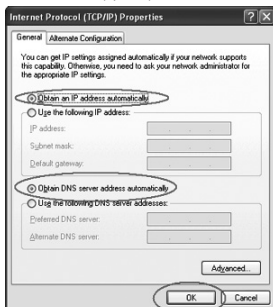 Internet Protocol (TCP/IP) Properties
General Alternate Configuration
You can get IP settings assigned automatically if your network supports
this capability. Otherwise, you need to ask your network administrator for
the appropriate IP settings.
Obtain an IP address automatically
Use the following IP address:
IP address:
Subnet mask:
Default gateway:
Obtain DNS server address automatically
Use the following DNS server addresses:
Preferred DNS server:
Alternate DNS server:
Advanced...
OK Cancel